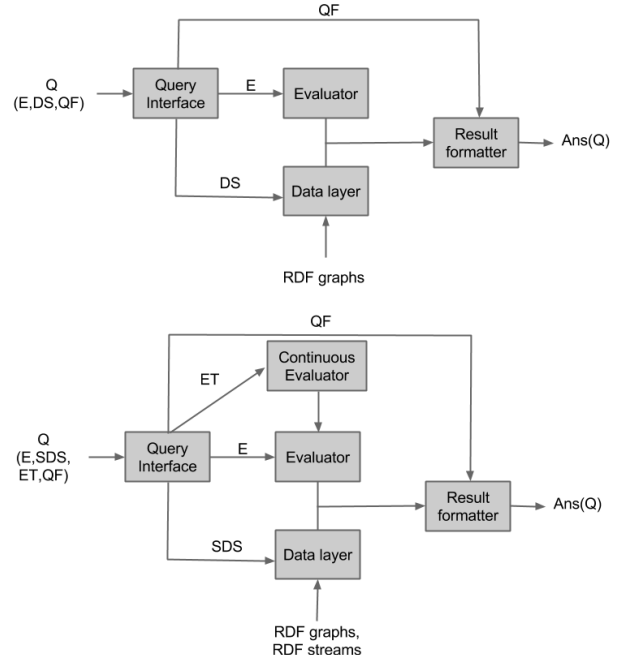 QF
Q
(E,DS,QF)
Query
Interface
E
Evaluator
Result
formatter
Ans(Q)
DS
Data layer
RDF graphs
QF
Continuous
Evaluator
ET
Q
(E,SDS,
ET,QF)
Query
Interface
E
Evaluator
Result
formatter
Ans(Q)
SDS
Data layer
RDF graphs,
RDF streams